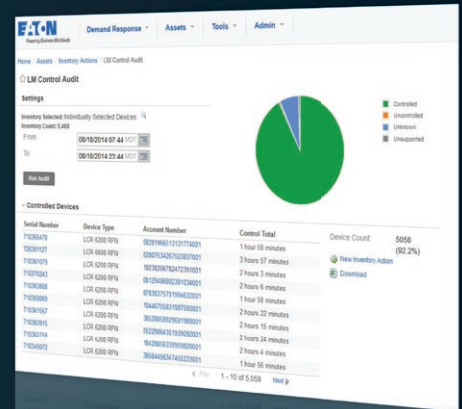 EATON
Powering Business Worldwide
Demand Response
Assets
Tools
Admin
Home Assets Inventory Actions LM Control Audit
LM Control Audit
Settings
Inventory Selected: Individually Selected Devices
Inventory Count: 5,488
From:
08/18/2014 07:44 MDT
To:
08/18/2014 23:44 MDT
Run Audit
Controlled
Uncontrolled
Unknown
Unsupported
Controlled Devices
Serial Number Device Type Account Number Control Total
710365470 LCR 6200 RFN 1 hour 58 minutes
720361127 LCR 6600 RFN 3 hours 57 minutes
LCR 6200 RFN 2 hours 3 minutes
710370243 LCR 6200 RFN 2 hours 6 minutes
LCR 6200 RFN 1 hour 58 minutes
LCR 6200 RFN 2 hours 22 minutes
710361567 LCR 6200 RFN 2 hours 15 minutes
LCR 6200 RFN 2 hours 24 minutes
LCR 6200 RFN 2 hours 4 minutes
LCR 6200 RFN 1 hour 56 minutes
Device Count: 5058
(92.2%)
New Inventory Action
Download
Prev 1 - 10 of 5,058 Next